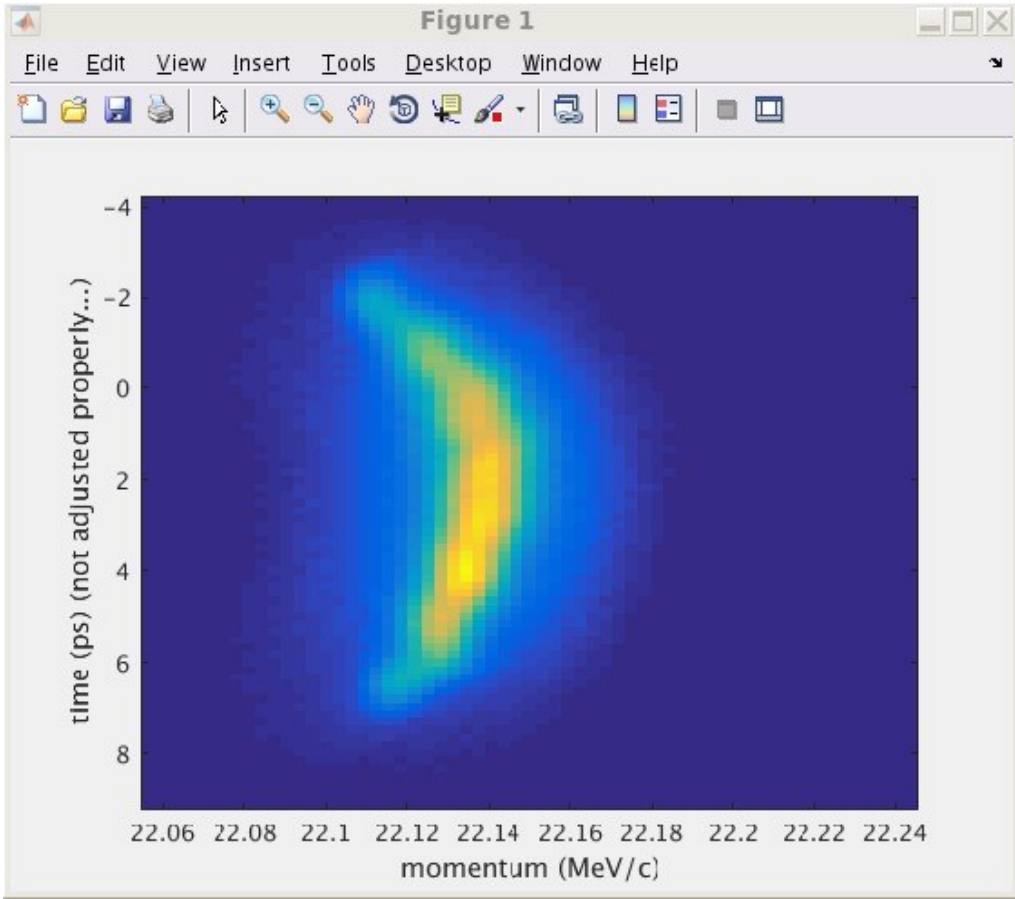 Figure 1
File Edit View Insert Tools Desktop Window Help
-4
-2
0
2
4
6
8
time (ps) (not adjusted properly...)
22.06 22.08 22.1 22.12 22.14 22.16 22.18 22.2 22.22 22.24
momentum (MeV/c)